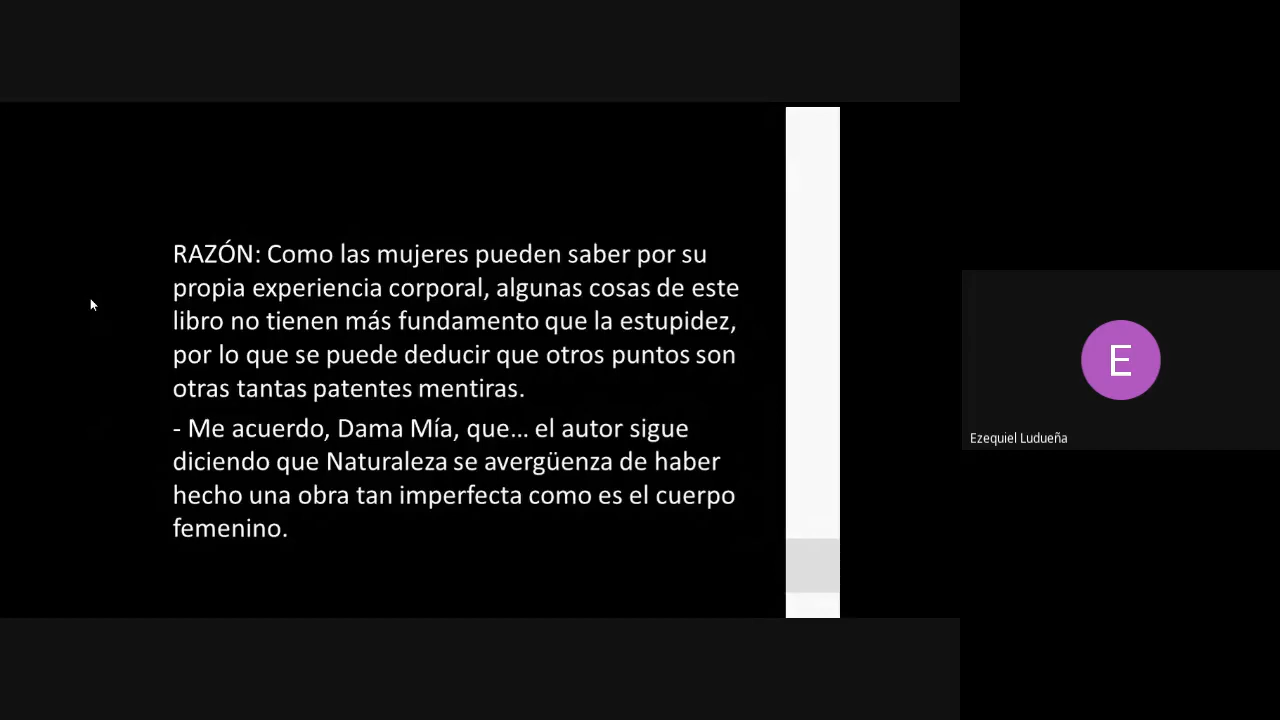 RAZÓN: Como las mujeres pueden saber por su
propia experiencia corporal, algunas cosas de este
libro no tienen más fundamento que la estupidez,
por lo que se puede deducir que otros puntos son
otras tantas patentes mentiras.
- Me acuerdo, Dama Mía, que... el autor sigue
diciendo que Naturaleza se avergüenza de haber
hecho una obra tan imperfecta como es el cuerpo
femenino.
E
Ezequiel Ludueña